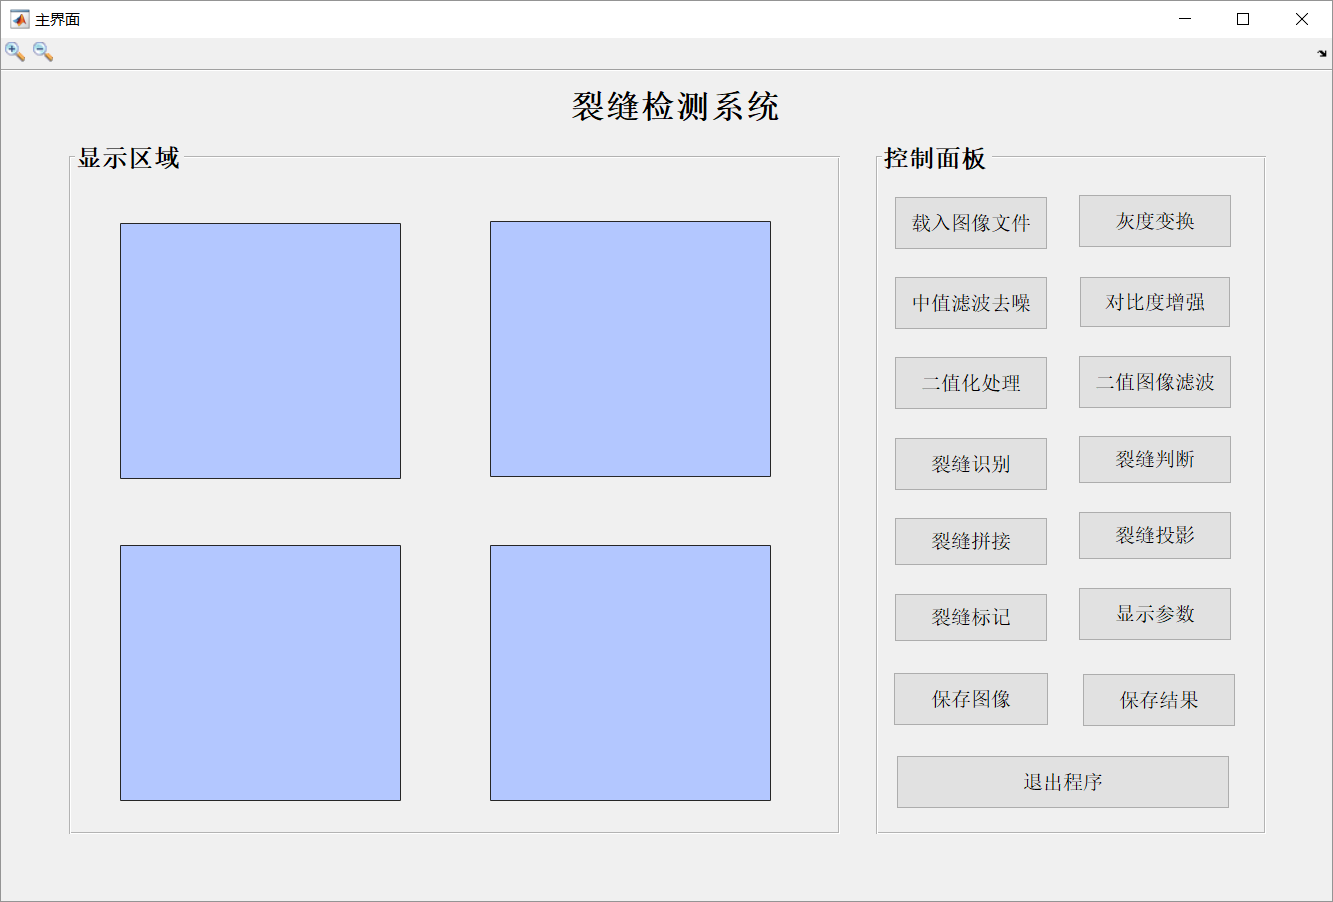 主界面
裂缝检测系统
显示区域
控制面板
载入图像文件
灰度变换
中值滤波去噪
对比度增强
二值化处理
二值图像滤波
裂缝识别
裂缝判断
裂缝拼接
裂缝投影
裂缝标记
显示参数
保存图像
保存结果
退出程序